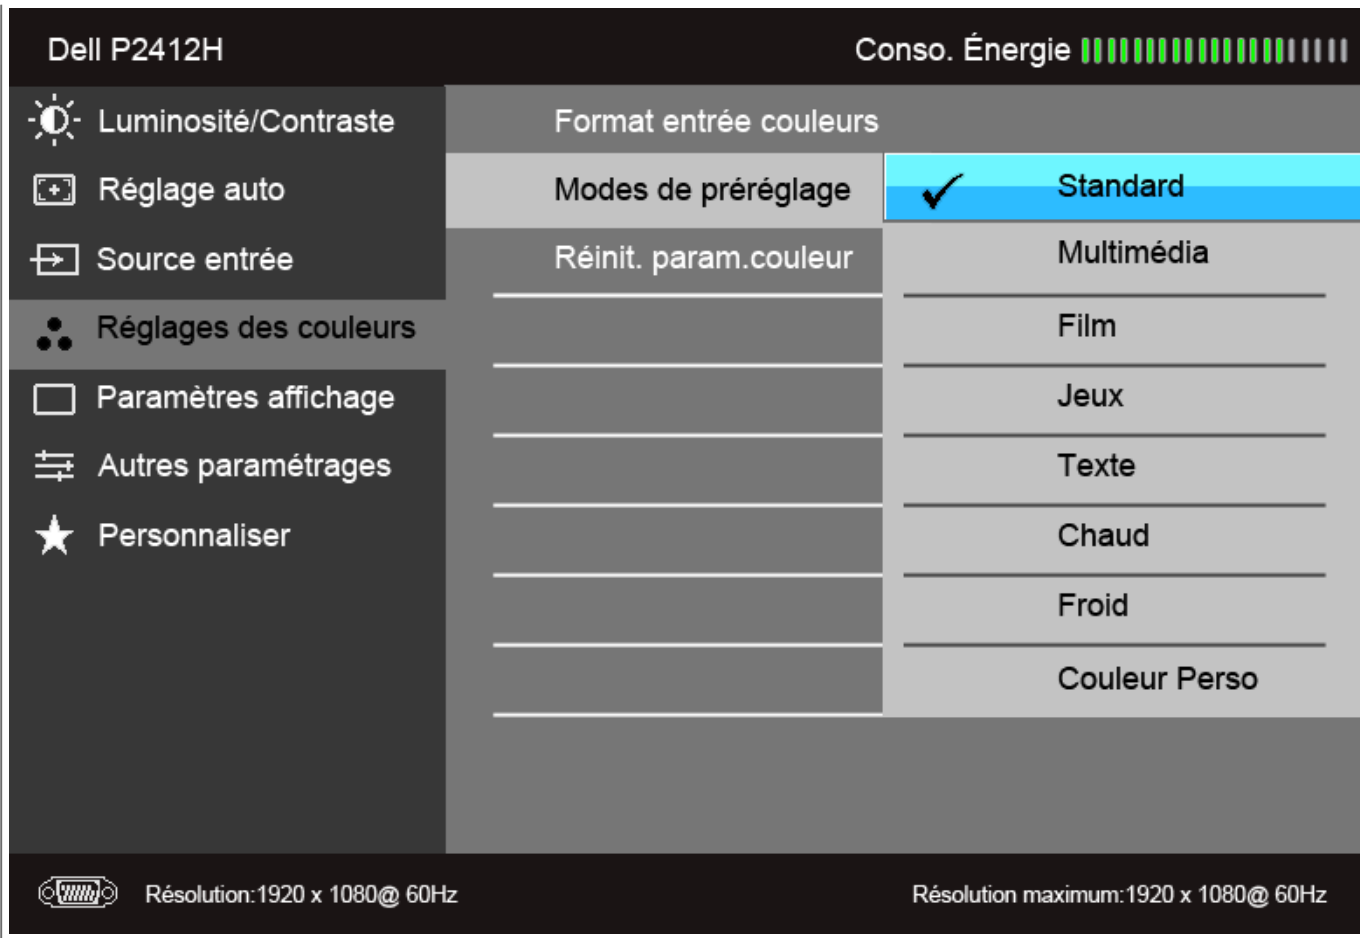 Dell P2412H
Conso. Énergie
Luminosité/Contraste
Format entrée couleurs
Réglage auto
Modes de préréglage
Standard
Source entrée
Réinit. param.couleur
Multimédia
Réglages des couleurs
Film
Paramètres affichage
Jeux
Autres paramétrages
Texte
Personnaliser
Chaud
Froid
Couleur Perso
Résolution:1920 x 1080@ 60Hz
Résolution maximum:1920 x 1080@ 60Hz